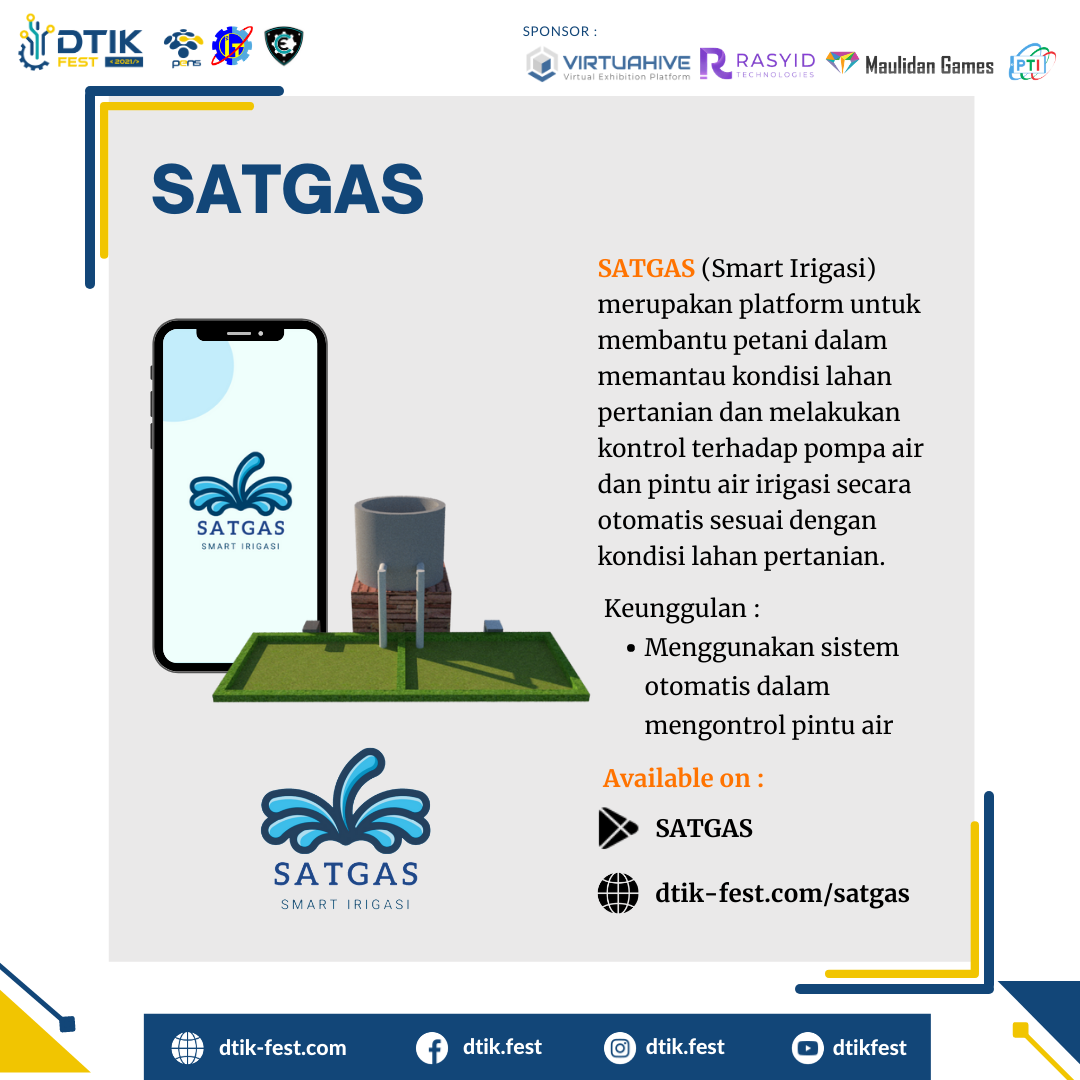 DTIK
FEST <2021/>
pens
SPONSOR :
VIRTUAHIVE
Virtual Exhibition Platform
RASYID
TECHNOLOGIES
Maulidan Games
PTI
SATGAS
SATGAS (Smart Irigasi)
merupakan platform untuk
membantu petani dalam
memantau kondisi lahan
pertanian dan melakukan
kontrol terhadap pompa air
dan pintu air irigasi secara
otomatis sesuai dengan
kondisi lahan pertanian.
SATGAS
SMART IRIGASI
Keunggulan :
• Menggunakan sistem
otomatis dalam
mengontrol pintu air
Available on :
SATGAS
dtik-fest.com/satgas
SATGAS
SMART IRIGASI
dtik-fest.com
dtik.fest
dtik.fest
dtikfest